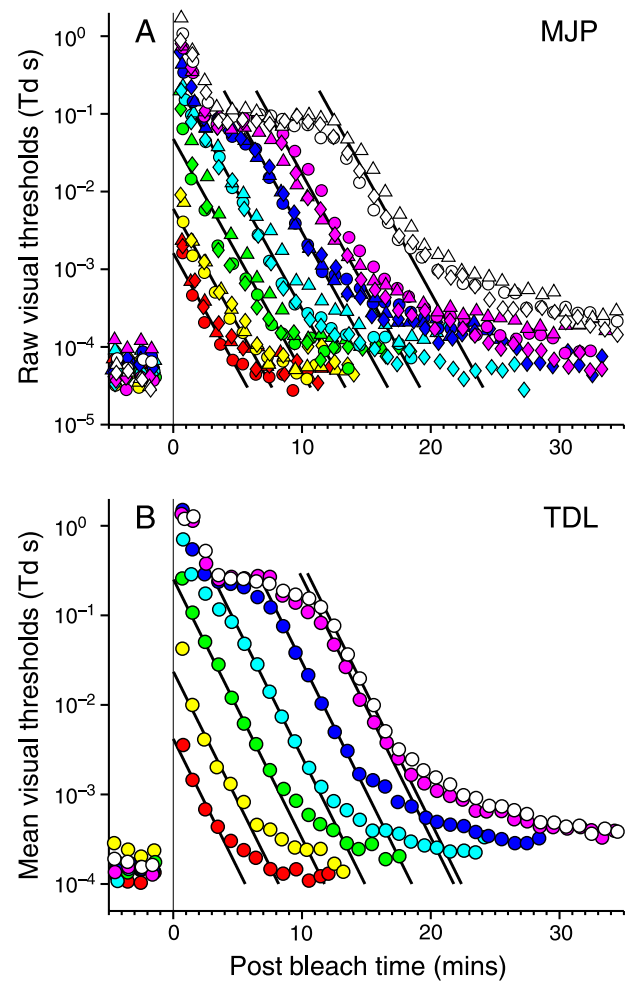 A
MJP
Raw visual thresholds (Td s)
10⁰
10⁻¹
10⁻²
10⁻³
10⁻⁴
10⁻⁵
0
10
20
30
B
TDL
Mean visual thresholds (Td s)
10⁰
10⁻¹
10⁻²
10⁻³
10⁻⁴
0
10
20
30
Post bleach time (mins)